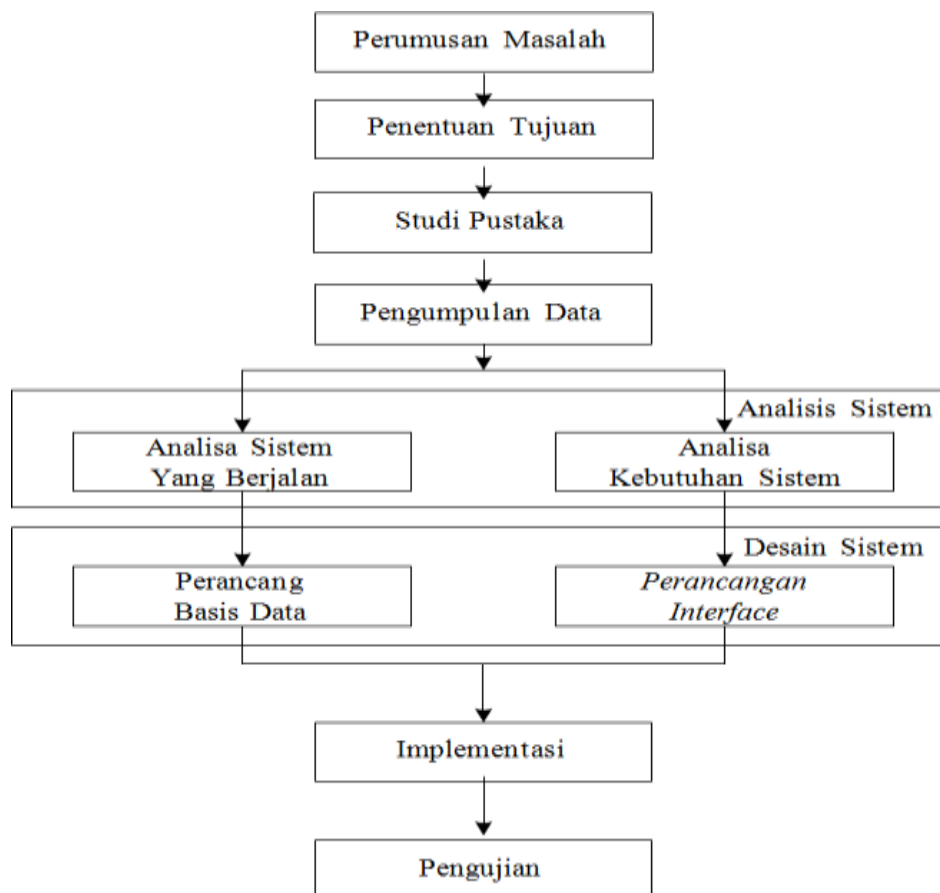 Perumusan Masalah
Penentuan Tujuan
Studi Pustaka
Pengumpulan Data
Analisis Sistem
Analisa Sistem
Yang Berjalan
Analisa
Kebutuhan Sistem
Desain Sistem
Perancang
Basis Data
Perancangan
Interface
Implementasi
Pengujian